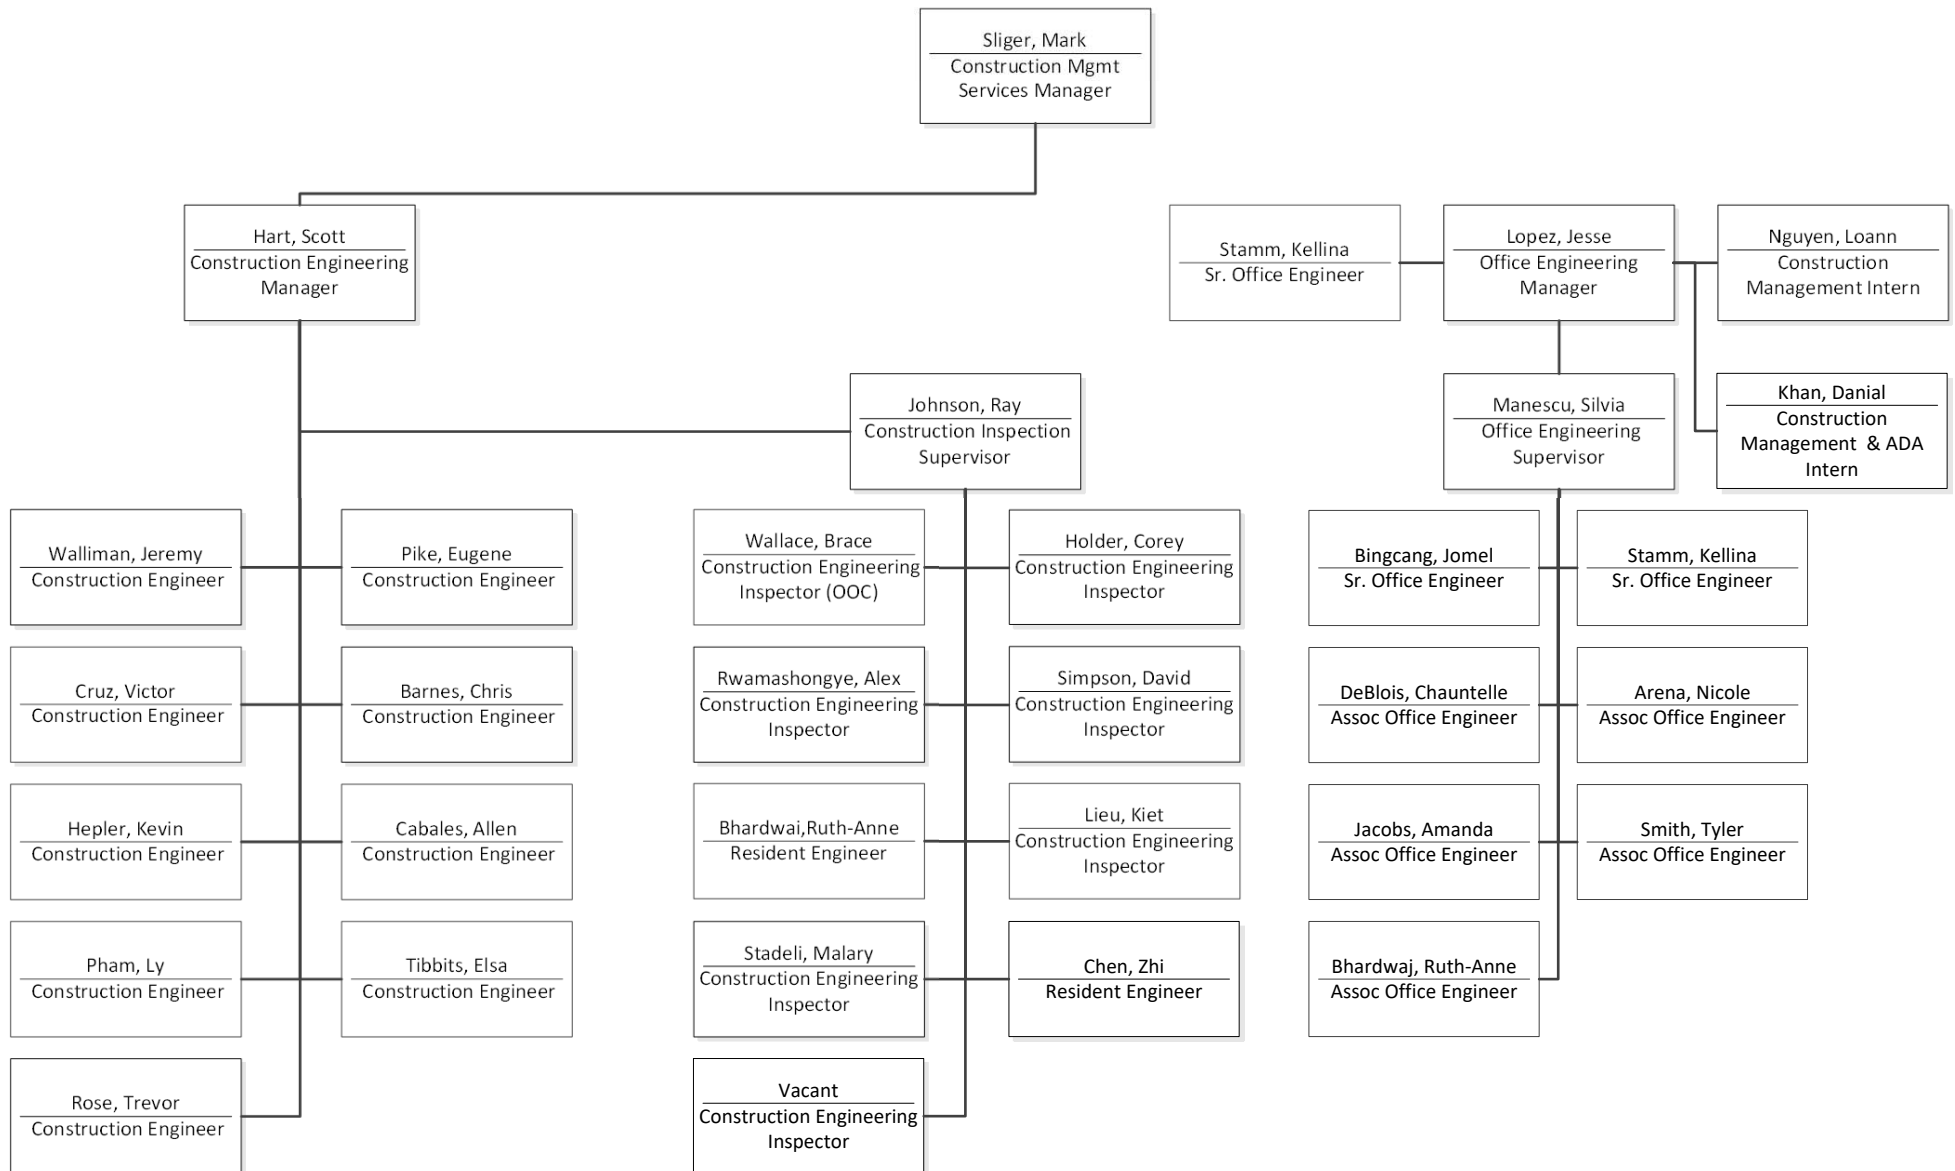 Sliger, Mark
Construction Mgmt
Services Manager
Hart, Scott
Construction Engineering
Manager
Stamm, Kellina
Sr. Office Engineer
Lopez, Jesse
Office Engineering
Manager
Nguyen, Loann
Construction
Management Intern
Johnson, Ray
Construction Inspection
Supervisor
Manescu, Silvia
Office Engineering
Supervisor
Khan, Danial
Construction
Management & ADA
Intern
Walliman, Jeremy
Construction Engineer
Pike, Eugene
Construction Engineer
Wallace, Brace
Construction Engineering
Inspector (OOC)
Holder, Corey
Construction Engineering
Inspector
Bingcang, Jomel
Sr. Office Engineer
Stamm, Kellina
Sr. Office Engineer
Cruz, Victor
Construction Engineer
Barnes, Chris
Construction Engineer
Rwamashongye, Alex
Construction Engineering
Inspector
Simpson, David
Construction Engineering
Inspector
DeBlois, Chauntelle
Assoc Office Engineer
Arena, Nicole
Assoc Office Engineer
Hepler, Kevin
Construction Engineer
Cabales, Allen
Construction Engineer
Bhardwai,Ruth-Anne
Resident Engineer
Lieu, Kiet
Construction Engineering
Inspector
Jacobs, Amanda
Assoc Office Engineer
Smith, Tyler
Assoc Office Engineer
Pham, Ly
Construction Engineer
Tibbits, Elsa
Construction Engineer
Stadeli, Malary
Construction Engineering
Inspector
Chen, Zhi
Resident Engineer
Bhardwaj, Ruth-Anne
Assoc Office Engineer
Rose, Trevor
Construction Engineer
Vacant
Construction Engineering
Inspector